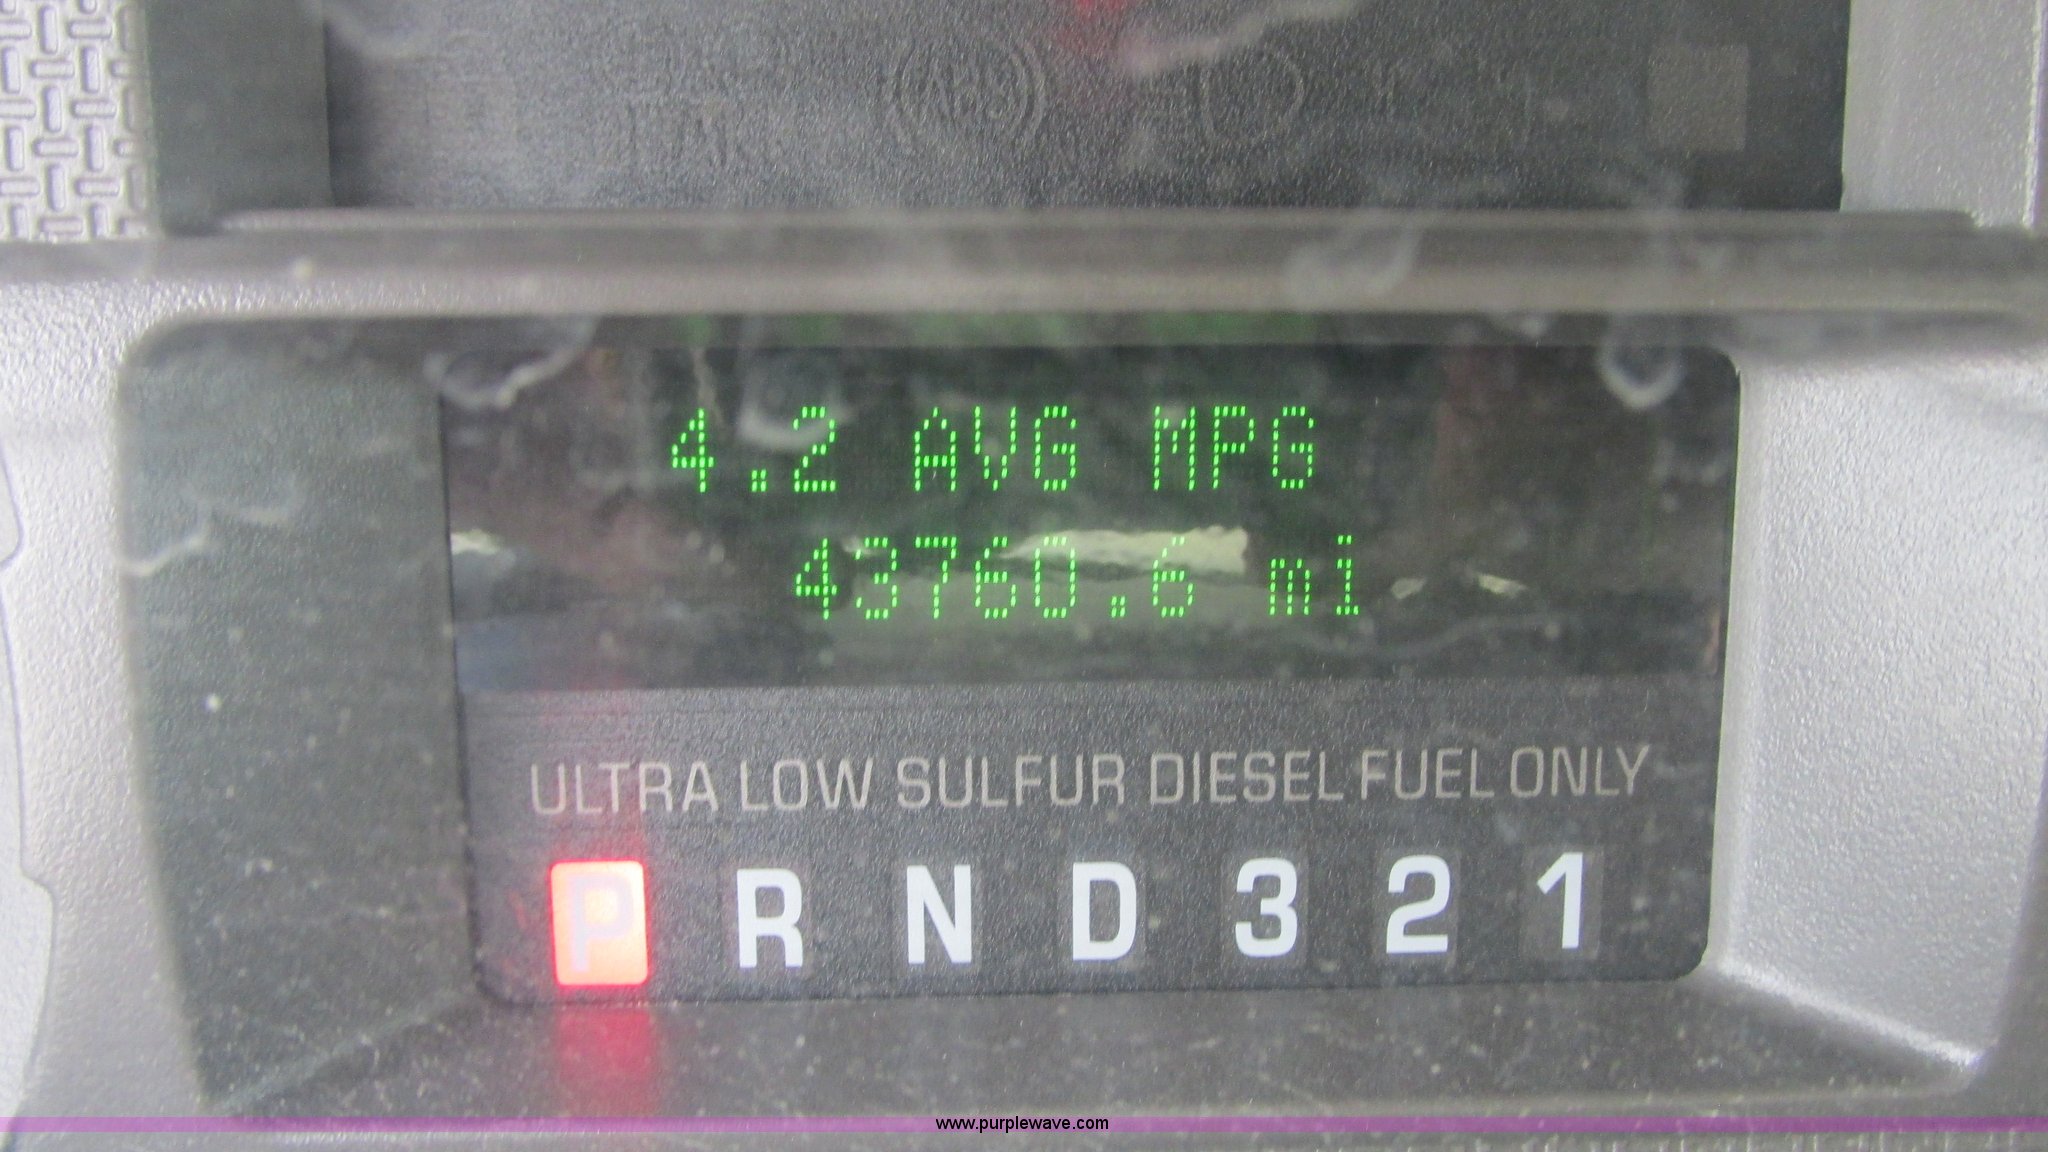 4.2 AVG MPG
43760.6 mi
ULTRA LOW SULFUR DIESEL FUEL ONLY
P R N D 3 2 1
www.purplewave.com